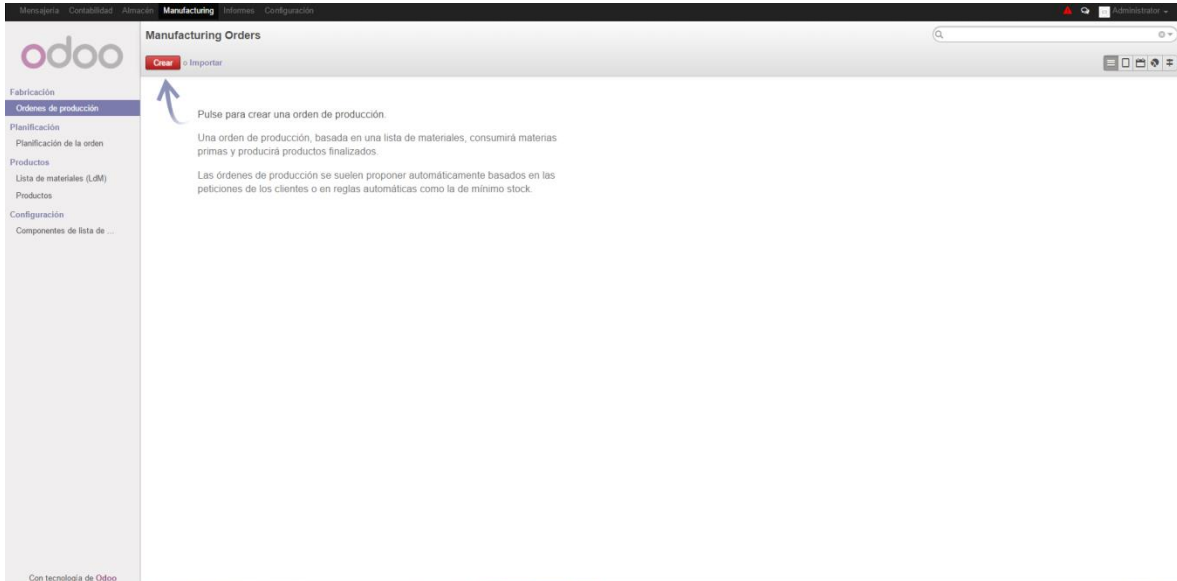 Mensajería Contabilidad Almacén Manufacturing Informes Configuración Administrator
odoo
Manufacturing Orders
Crear o Importar
Fabricación
Ordenes de producción
Planificación
Planificación de la orden
Productos
Lista de materiales (LdM)
Productos
Configuración
Componentes de lista de ...
Pulse para crear una orden de producción.
Una orden de producción, basada en una lista de materiales, consumirá materias
primas y producirá productos finalizados.
Las órdenes de producción se suelen proponer automáticamente basados en las
peticiones de los clientes o en reglas automáticas como la de mínimo stock.
Con tecnología de Odoo